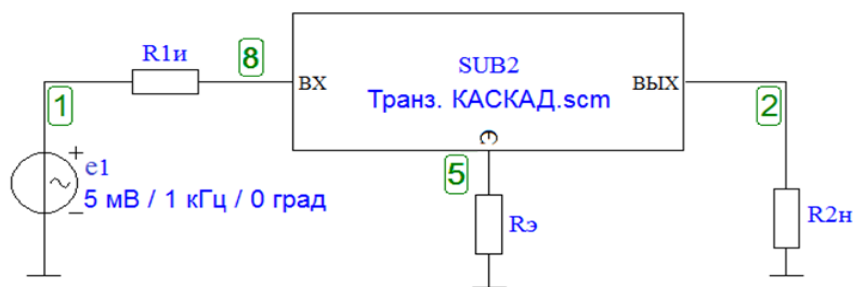 R1и
8
SUB2
ВХ
ВЫХ
Транз. КАСКАД.scm
1
2
Э
e1
5
5 мВ / 1 кГц / 0 град
Rэ
R2н